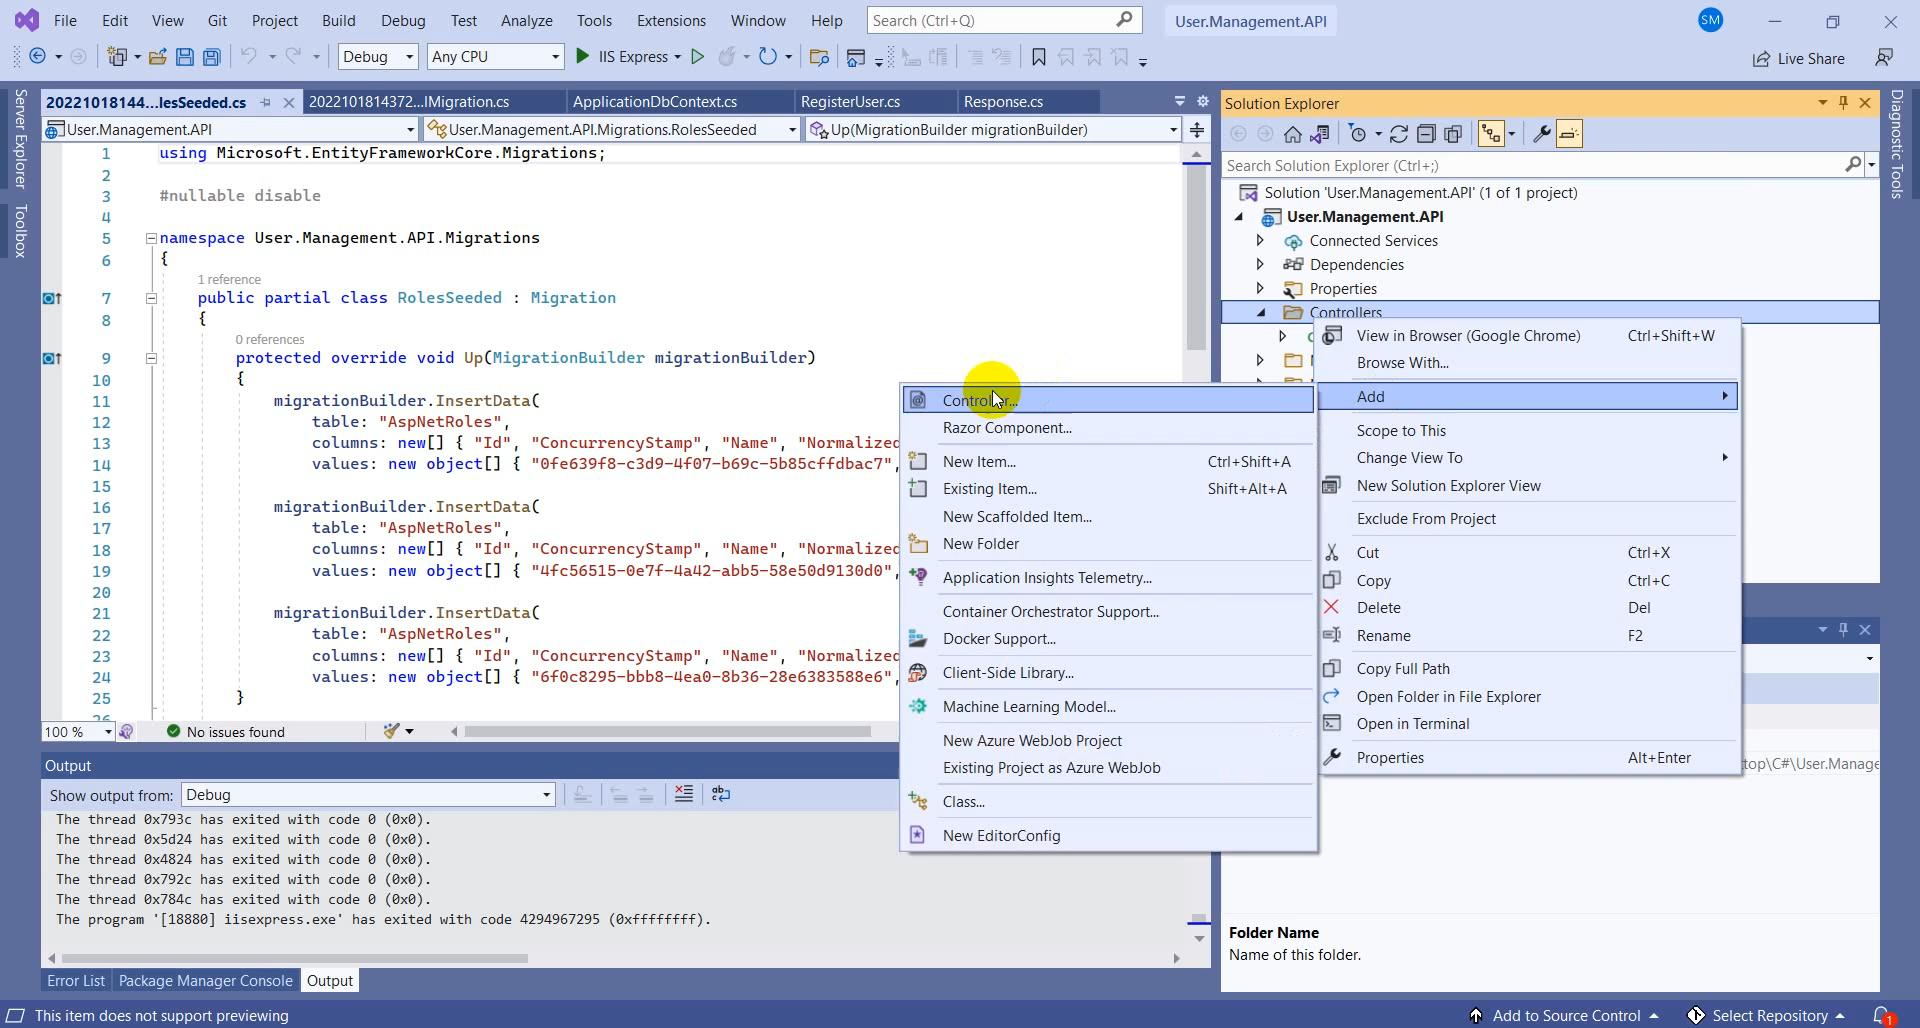 File Edit View Git Project Build Debug Test Analyze Tools Extensions Window Help Search (Ctrl+Q) User.Management.API SM
Debug Any CPU IIS Express Live Share
Server Explorer
Toolbox
20221018144...lesSeeded.cs 2022101814372...IMigration.cs ApplicationDbContext.cs RegisterUser.cs Response.cs
User.Management.API User.Management.API.Migrations.RolesSeeded Up(MigrationBuilder migrationBuilder)
1 using Microsoft.EntityFrameworkCore.Migrations;
2
3 #nullable disable
4
5 namespace User.Management.API.Migrations
6 {
1 reference
7 public partial class RolesSeeded : Migration
8 {
0 references
9 protected override void Up(MigrationBuilder migrationBuilder)
10 {
11 migrationBuilder.InsertData(
12 table: "AspNetRoles",
13 columns: new[] { "Id", "ConcurrencyStamp", "Name", "Normalized
14 values: new object[] { "0fe639f8-c3d9-4f07-b69c-5b85cffdbac7",
15
16 migrationBuilder.InsertData(
17 table: "AspNetRoles",
18 columns: new[] { "Id", "ConcurrencyStamp", "Name", "Normalized
19 values: new object[] { "4fc56515-0e7f-4a42-abb5-58e50d9130d0",
20
21 migrationBuilder.InsertData(
22 table: "AspNetRoles",
23 columns: new[] { "Id", "ConcurrencyStamp", "Name", "Normalized
24 values: new object[] { "6f0c8295-bbb8-4ea0-8b36-28e6383588e6",
25 }
26
100 % No issues found
Output
Show output from: Debug
The thread 0x793c has exited with code 0 (0x0).
The thread 0x5d24 has exited with code 0 (0x0).
The thread 0x4824 has exited with code 0 (0x0).
The thread 0x792c has exited with code 0 (0x0).
The thread 0x784c has exited with code 0 (0x0).
The program '[18880] iisexpress.exe' has exited with code 4294967295 (0xffffffff).
Error List Package Manager Console Output
Controller...
Razor Component...
New Item... Ctrl+Shift+A
Existing Item... Shift+Alt+A
New Scaffolded Item...
New Folder
Application Insights Telemetry...
Container Orchestrator Support...
Docker Support...
Client-Side Library...
Machine Learning Model...
New Azure WebJob Project
Existing Project as Azure WebJob
Class...
New EditorConfig
Solution Explorer
Search Solution Explorer (Ctrl+;)
Solution 'User.Management.API' (1 of 1 project)
User.Management.API
Connected Services
Dependencies
Properties
Controllers
View in Browser (Google Chrome) Ctrl+Shift+W
Browse With...
Add
Scope to This
Change View To
New Solution Explorer View
Exclude From Project
Cut Ctrl+X
Copy Ctrl+C
Delete Del
Rename F2
Copy Full Path
Open Folder in File Explorer
Open in Terminal
Properties Alt+Enter
top\C#\User.Manage
Folder Name
Name of this folder.
Diagnostic Tools
This item does not support previewing Add to Source Control Select Repository 1